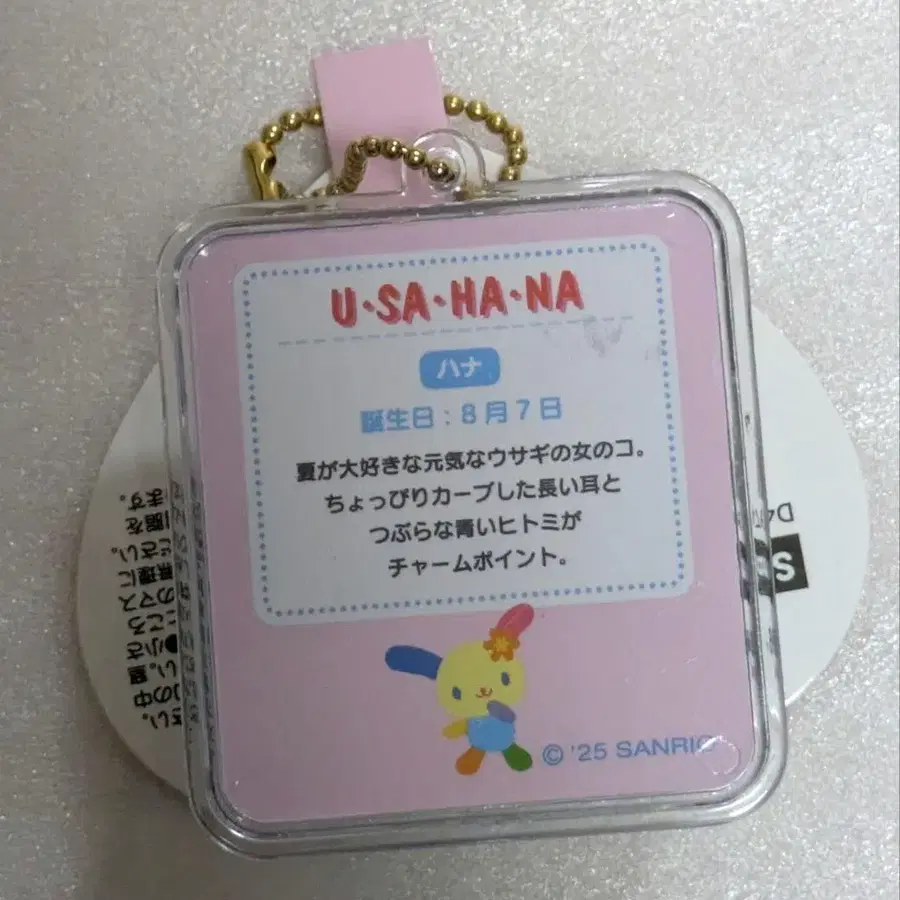 U・SA・HA・NA
ハナ
誕生日：8月7日
夏が大好きな元気なウサギの女のコ。
ちょっぴりカーブした長い耳と
つぶらな青いヒトミが
チャームポイント。
© '25 SANRIO